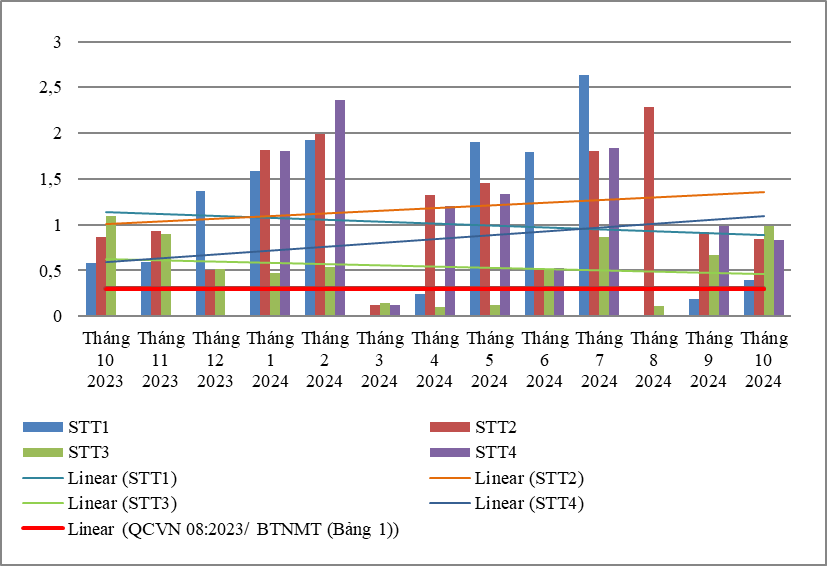 3
2,5
2
1,5
1
0,5
0
Tháng Tháng Tháng Tháng Tháng Tháng Tháng Tháng Tháng Tháng Tháng Tháng Tháng
10 11 12 1 2 3 4 5 6 7 8 9 10
2023 2023 2023 2024 2024 2024 2024 2024 2024 2024 2024 2024 2024
STT1 STT2
STT3 STT4
Linear (STT1) Linear (STT2)
Linear (STT3) Linear (STT4)
Linear (QCVN 08:2023/ BTNMT (Bảng 1))